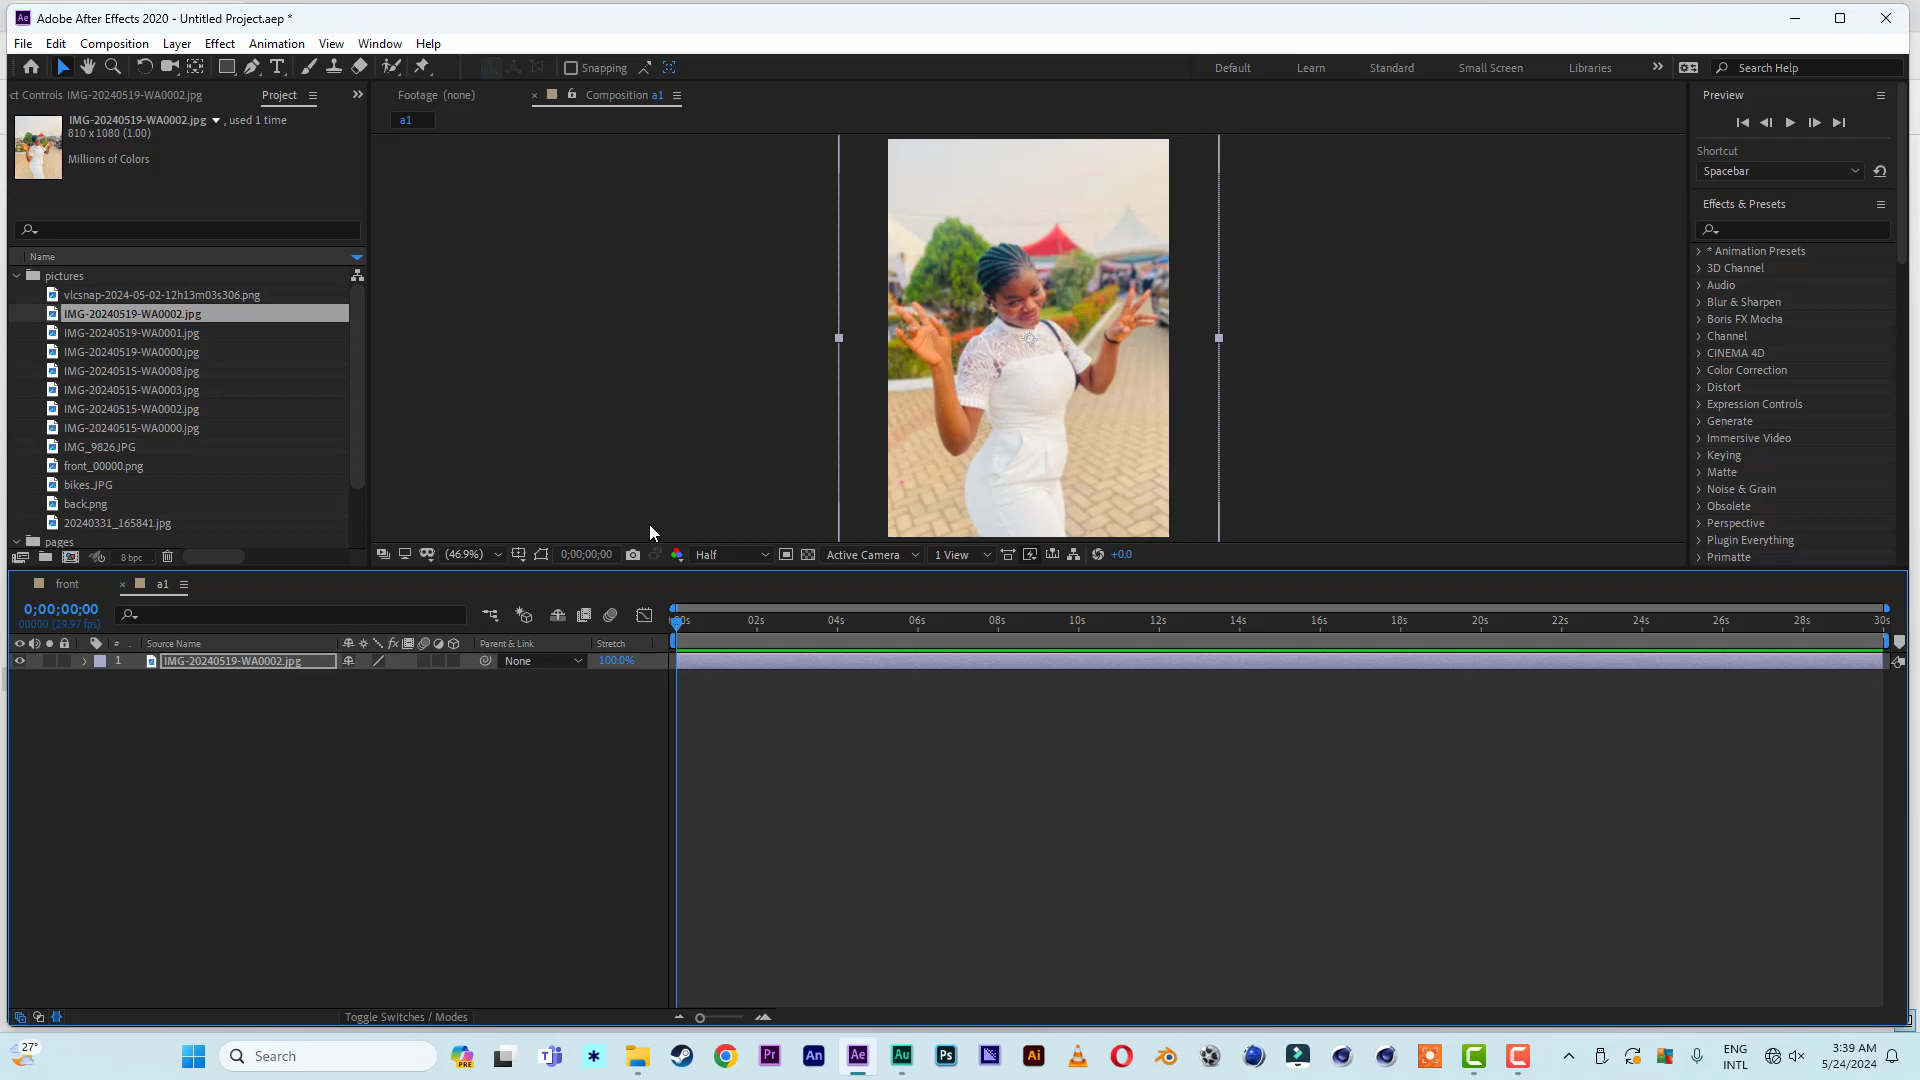 Adobe After Effects 2020 - Untitled Project.aep *
File Edit Composition Layer Effect Animation View Window Help
Snapping Default Learn Standard Small Screen Libraries Search Help
ct Controls IMG-20240519-WA0002.jpg Project
IMG-20240519-WA0002.jpg , used 1 time
810 x 1080 (1.00)
Millions of Colors
Name
pictures
vlcsnap-2024-05-02-12h13m03s306.png
IMG-20240519-WA0002.jpg
IMG-20240519-WA0001.jpg
IMG-20240519-WA0000.jpg
IMG-20240515-WA0008.jpg
IMG-20240515-WA0003.jpg
IMG-20240515-WA0002.jpg
IMG-20240515-WA0000.jpg
IMG_9826.JPG
front_00000.png
bikes.JPG
back.png
20240331_165841.jpg
pages
8 bpc
Footage (none) Composition a1
a1
(46.9%) 0;00;00;00 Half Active Camera 1 View +0.0
Preview
Shortcut
Spacebar
Effects & Presets
* Animation Presets
3D Channel
Audio
Blur & Sharpen
Boris FX Mocha
Channel
CINEMA 4D
Color Correction
Distort
Expression Controls
Generate
Immersive Video
Keying
Matte
Noise & Grain
Obsolete
Perspective
Plugin Everything
Primatte
front a1
0;00;00;00
00000 (29.97 fps)
00s 02s 04s 06s 08s 10s 12s 14s 16s 18s 20s 22s 24s 26s 28s 30s
# . Source Name fx Parent & Link Stretch
1 IMG-20240519-WA0002.jpg None 100.0%
Toggle Switches / Modes
27°
Search
PRE Pr An Ae Au Ps Ai
ENG
INTL
3:39 AM
5/24/2024